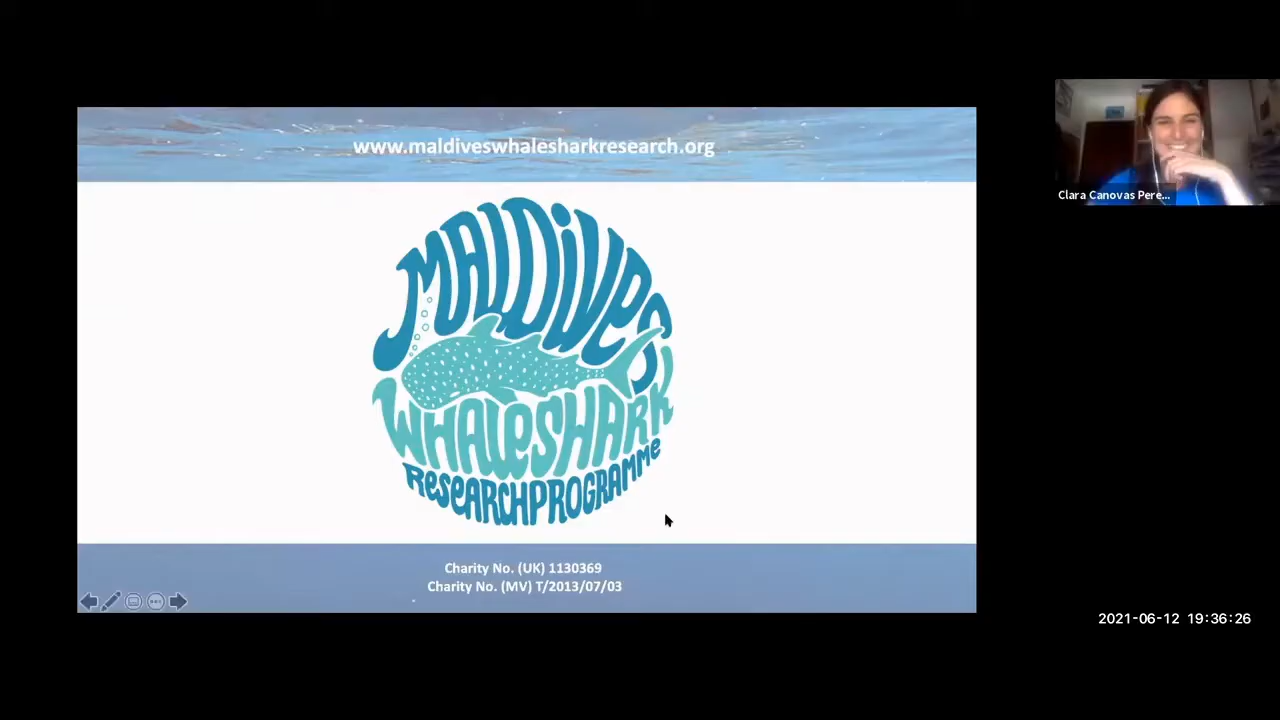 www.maldiveswhalesharkresearch.org
MALDIVES
WHALESHARK
RESEARCHPROGRAMME
Charity No. (UK) 1130369
Charity No. (MV) T/2013/07/03
Clara Canovas Pere...
2021-06-12 19:36:26